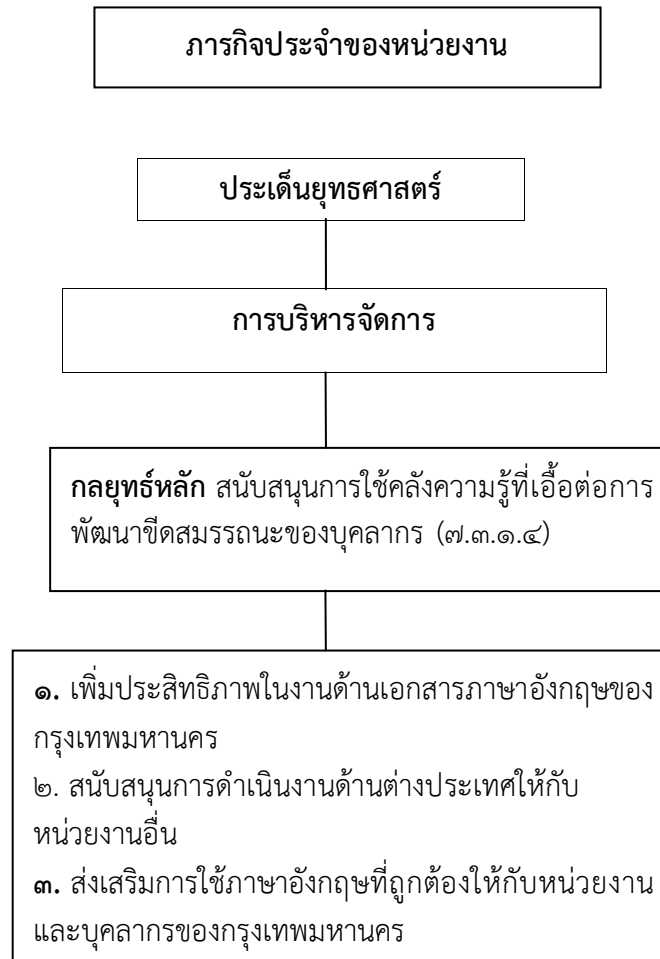 ภารกิจประจำของหน่วยงาน
ประเด็นยุทธศาสตร์
การบริหารจัดการ
กลยุทธ์หลัก สนับสนุนการใช้คลังความรู้ที่เอื้อต่อการ
พัฒนาขีดสมรรถนะของบุคลากร (๗.๓.๑.๔)
๑. เพิ่มประสิทธิภาพในงานด้านเอกสารภาษาอังกฤษของ
กรุงเทพมหานคร
๒. สนับสนุนการดำเนินงานด้านต่างประเทศให้กับ
หน่วยงานอื่น
๓. ส่งเสริมการใช้ภาษาอังกฤษที่ถูกต้องให้กับหน่วยงาน
และบุคลากรของกรุงเทพมหานคร